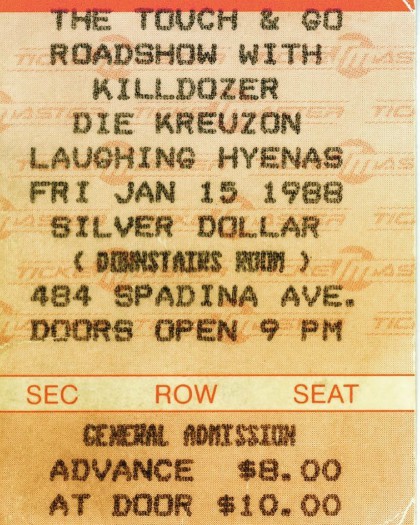 THE TOUCH & GO
ROADSHOW WITH
KILLDOZER
DIE KREUZON
LAUGHING HYENAS
FRI JAN 15 1988
SILVER DOLLAR
( DOWNSTAIRS ROOM )
484 SPADINA AVE.
DOORS OPEN 9 PM
SEC ROW SEAT
GENERAL ADMISSION
ADVANCE $8.00
AT DOOR $10.00